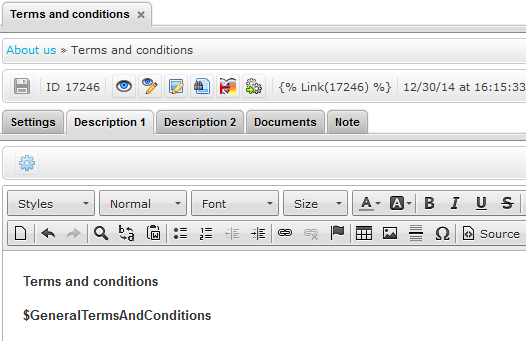 Terms and conditions ×
About us » Terms and conditions
ID 17246 {% Link(17246) %} 12/30/14 at 16:15:33
Settings Description 1 Description 2 Documents Note
Styles Normal Font Size A A B I U S
Source
Terms and conditions
$GeneralTermsAndConditions